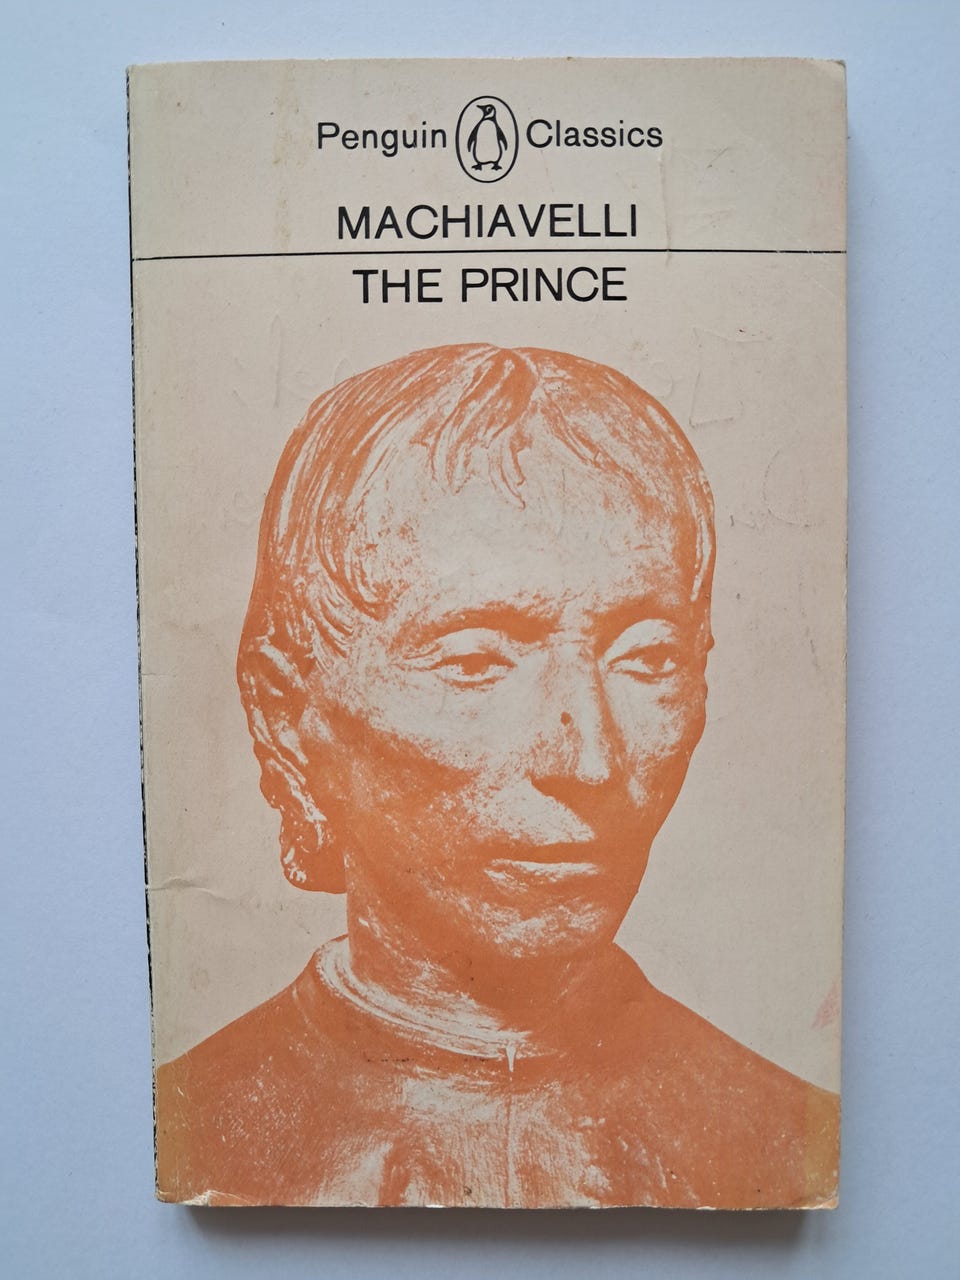 Penguin Classics
MACHIAVELLI
THE PRINCE